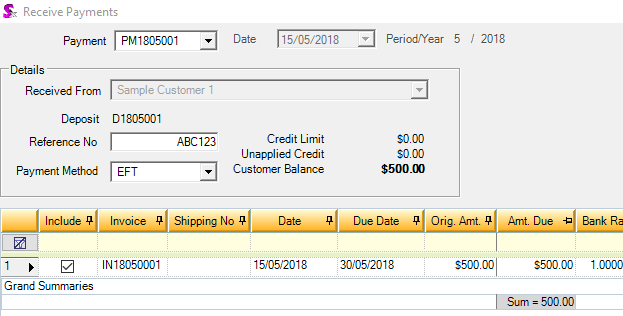 Receive Payments
Payment PM1805001 Date 15/05/2018 Period/Year 5 / 2018
Details
Received From Sample Customer 1
Deposit D1805001
Reference No ABC123 Credit Limit $0.00
Unapplied Credit $0.00
Payment Method EFT Customer Balance $500.00
Include Invoice Shipping No Date Due Date Orig. Amt. Amt. Due Bank Ra
1 IN18050001 15/05/2018 30/05/2018 $500.00 $500.00 1.0000
Grand Summaries
Sum = 500.00